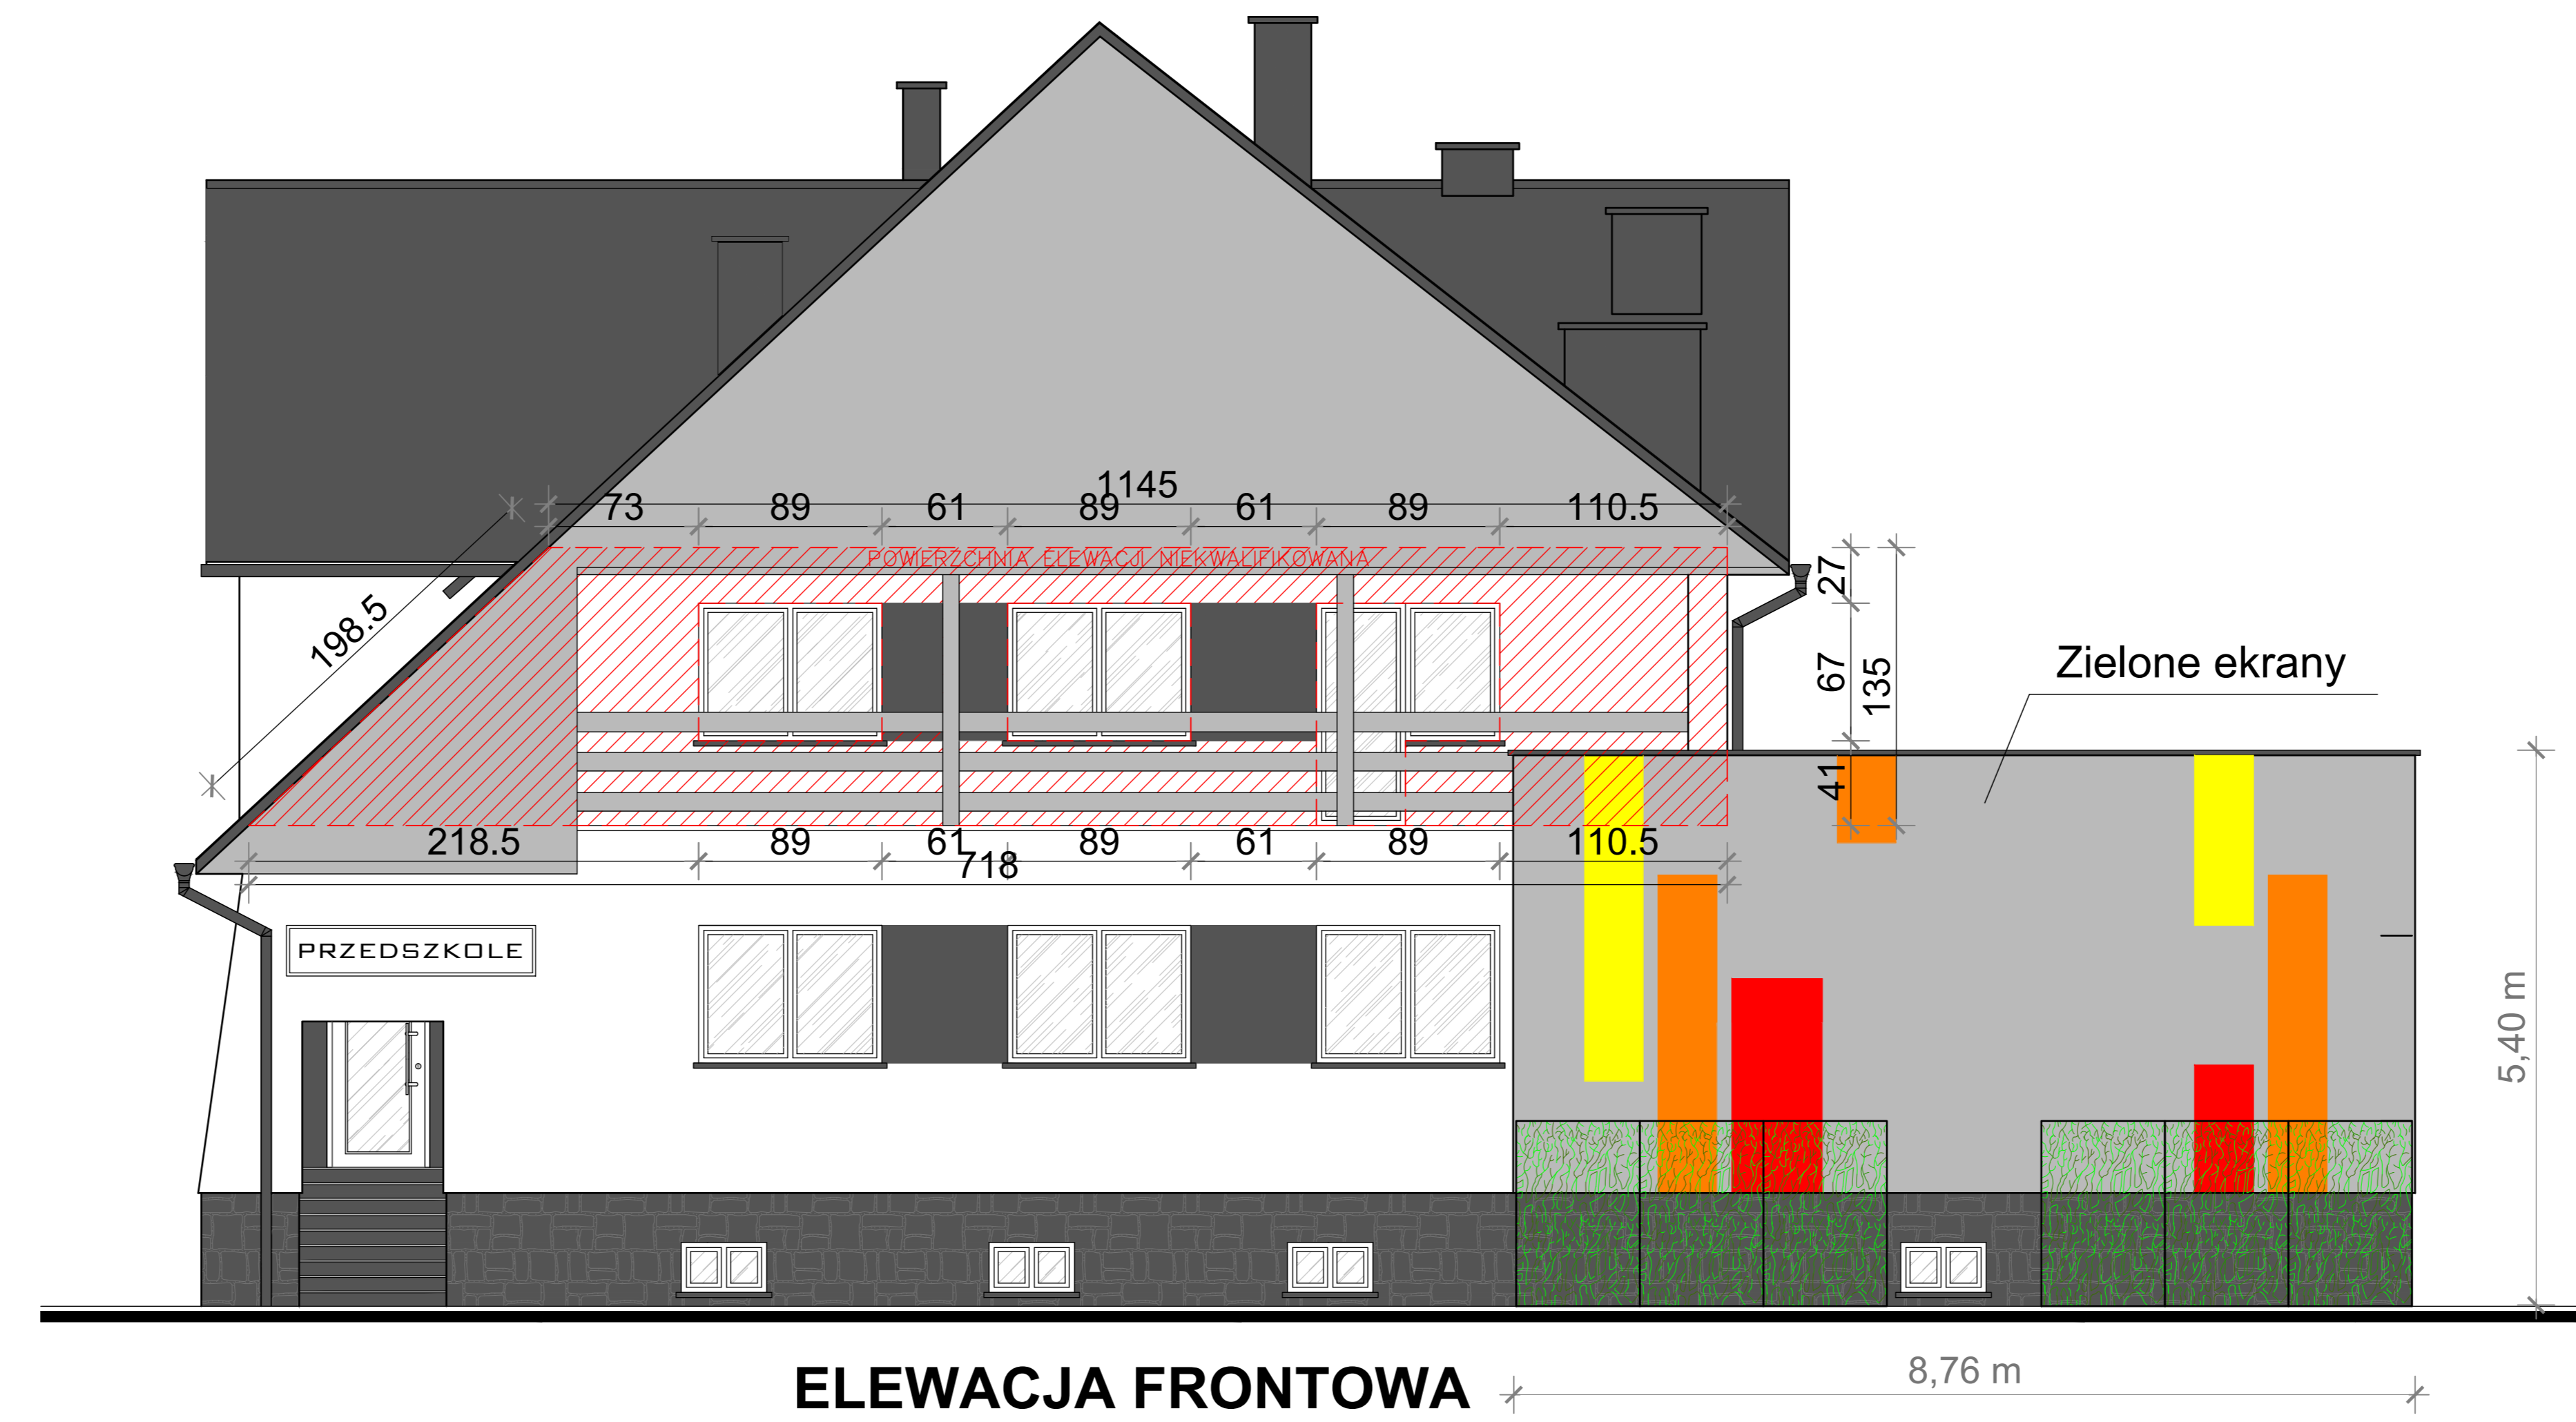 1145
73 89 61 89 61 89 110.5
POWIERZCHNIA ELEWACJI NIEKWALIFIKOWANA
198.5
27
67
135
41
Zielone ekrany
218.5 89 61 89 61 89 110.5
718
PRZEDSZKOLE
5,40 m
8,76 m
ELEWACJA FRONTOWA